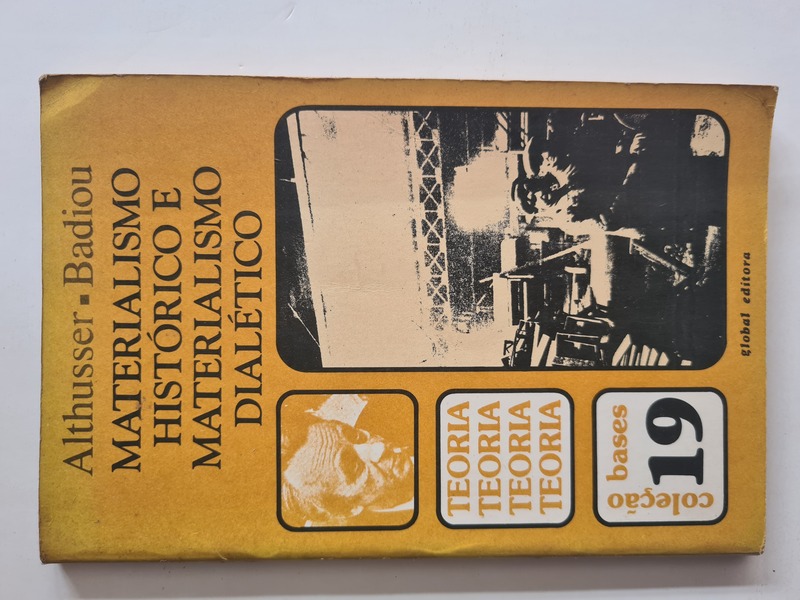 Althusser ▪ Badiou
MATERIALISMO
HISTÓRICO E
MATERIALISMO
DIALÉTICO
TEORIA
TEORIA
TEORIA
TEORIA
coleção
bases
19
global editora